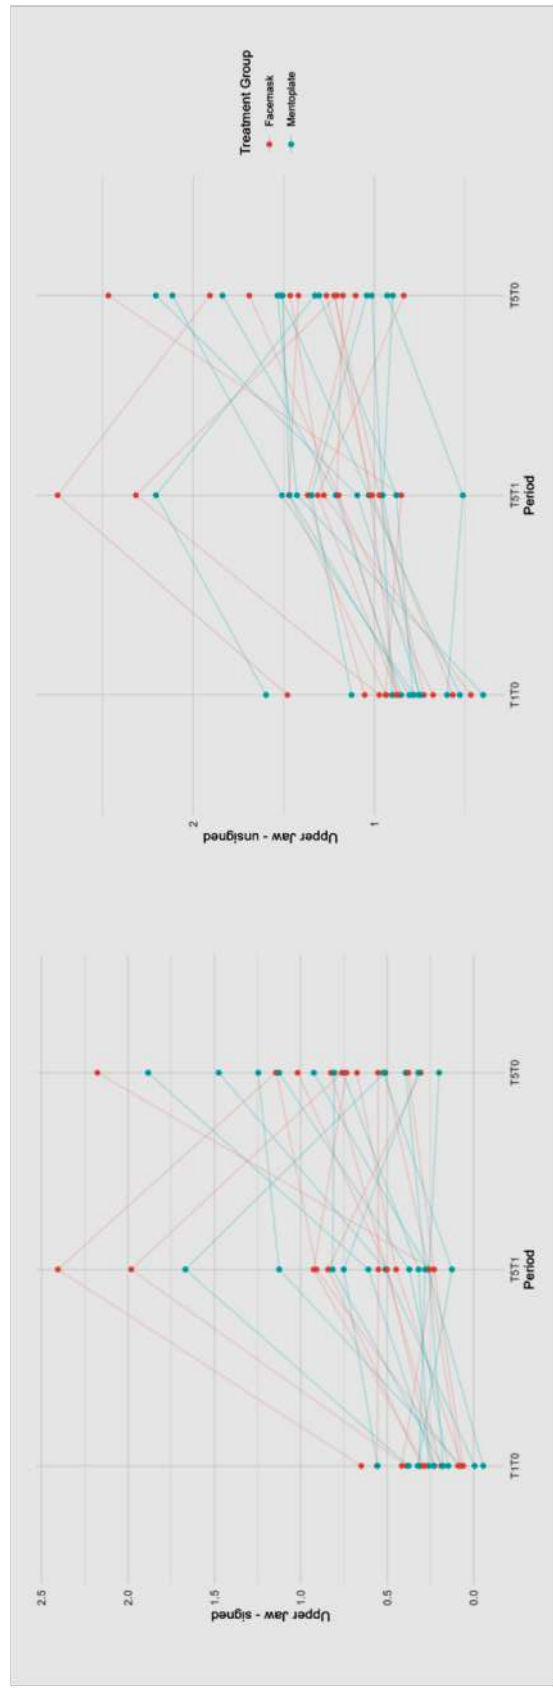 Upper Jaw - signed
2.5
2.0
1.5
1.0
0.5
0.0
T1T0
T5T1
T5T0
Period
Upper Jaw - unsigned
2
1
T1T0
T5T1
T5T0
Period
Treatment Group
Facemask
Mentoplate